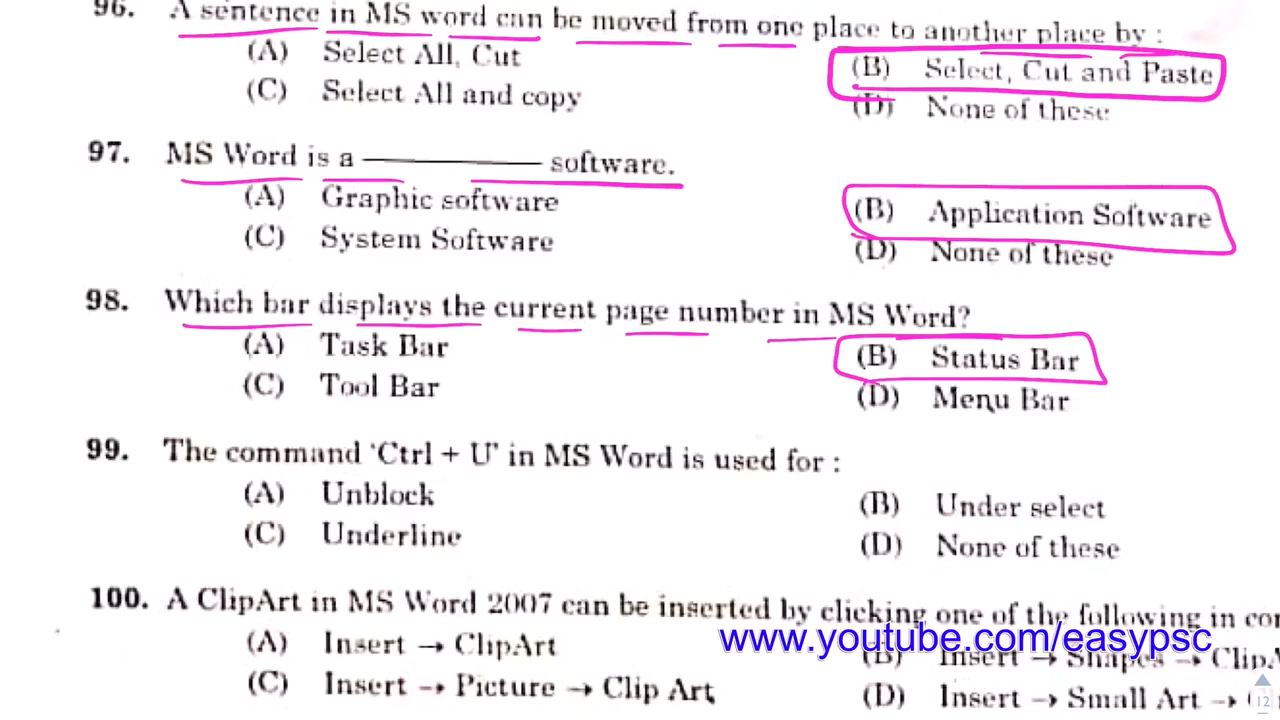 96. A sentence in MS word can be moved from one place to another place by :
(A) Select All, Cut
(B) Select, Cut and Paste
(C) Select All and copy
(D) None of these
97. MS Word is a ———————— software.
(A) Graphic software
(B) Application Software
(C) System Software
(D) None of these
98. Which bar displays the current page number in MS Word?
(A) Task Bar
(B) Status Bar
(C) Tool Bar
(D) Menu Bar
99. The command ‘Ctrl + U’ in MS Word is used for :
(A) Unblock
(B) Under select
(C) Underline
(D) None of these
100. A ClipArt in MS Word 2007 can be inserted by clicking one of the following in
www.youtube.com/easypsc
(A) Insert → ClipArt
(B) Insert → Shapes →
(C) Insert → Picture → Clip Art
(D) Insert → Small Art →
12